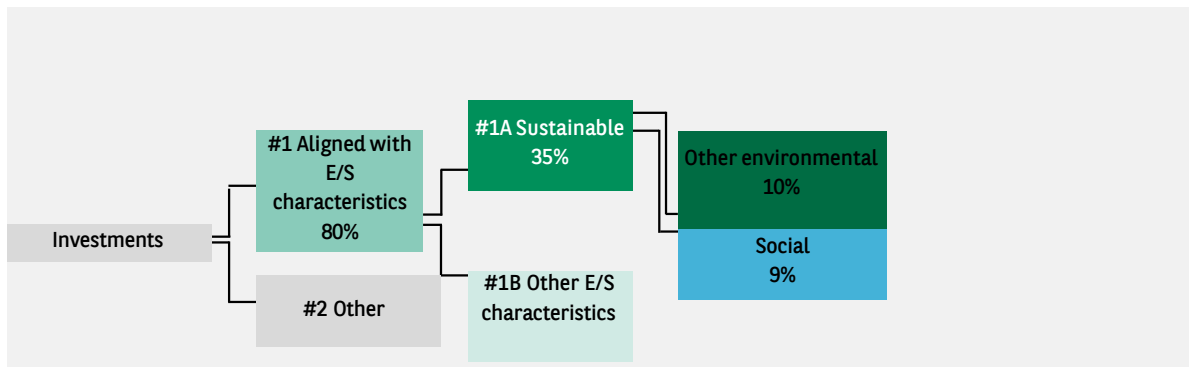 Investments
#1 Aligned with
E/S
characteristics
80%
#2 Other
#1A Sustainable
35%
#1B Other E/S
characteristics
Other environmental
10%
Social
9%